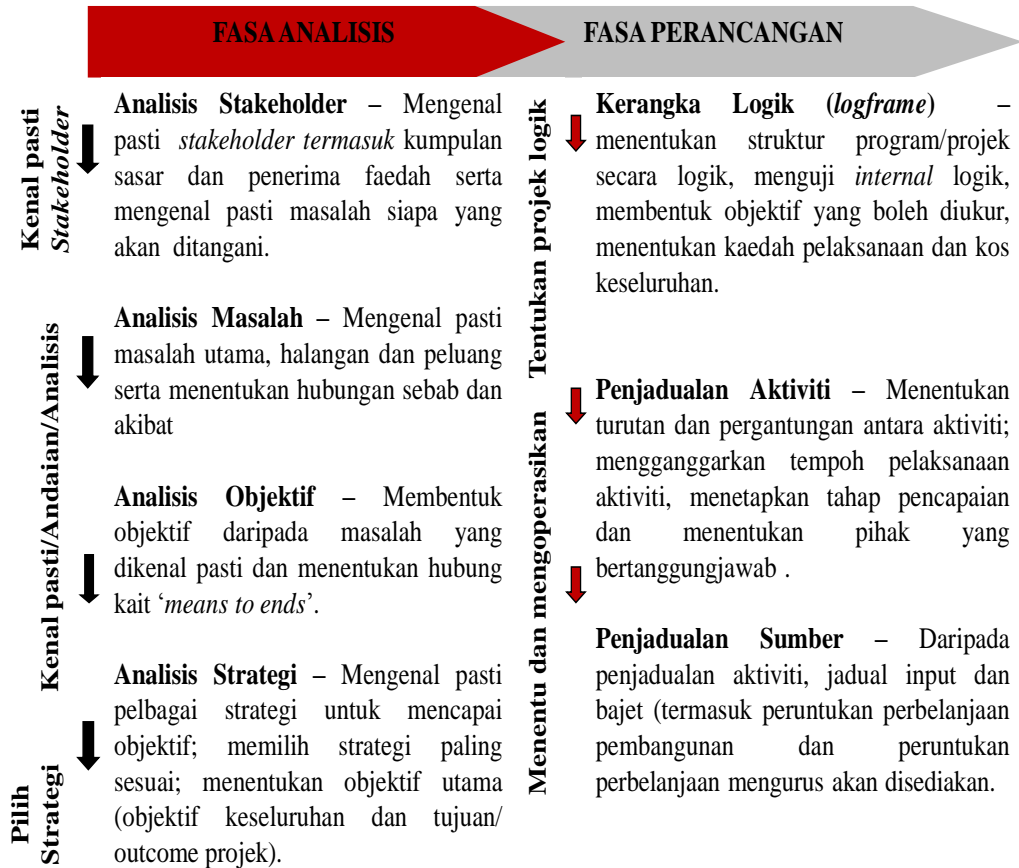 FASA ANALISIS
Kenal pasti
Stakeholder
Analisis Stakeholder – Mengenal
pasti stakeholder termasuk kumpulan
sasar dan penerima faedah serta
mengenal pasti masalah siapa yang
akan ditangani.
Kenal pasti/Andaian/Analisis
Analisis Masalah – Mengenal pasti
masalah utama, halangan dan peluang
serta menentukan hubungan sebab dan
akibat
Analisis Objektif – Membentuk
objektif daripada masalah yang
dikenal pasti dan menentukan hubung
kait ‘means to ends’.
Pilih
Strategi
Analisis Strategi – Mengenal pasti
pelbagai strategi untuk mencapai
objektif; memilih strategi paling
sesuai; menentukan objektif utama
(objektif keseluruhan dan tujuan/
outcome projek).
FASA PERANCANGAN
Tentukan projek logik
Kerangka Logik (logframe) –
menentukan struktur program/projek
secara logik, menguji internal logik,
membentuk objektif yang boleh diukur,
menentukan kaedah pelaksanaan dan kos
keseluruhan.
Menentu dan mengoperasikan
Penjadualan Aktiviti – Menentukan
turutan dan pergantungan antara aktiviti;
mengganggarkan tempoh pelaksanaan
aktiviti, menetapkan tahap pencapaian
dan menentukan pihak yang
bertanggungjawab .
Penjadualan Sumber – Daripada
penjadualan aktiviti, jadual input dan
bajet (termasuk peruntukan perbelanjaan
pembangunan dan peruntukan
perbelanjaan mengurus akan disediakan.